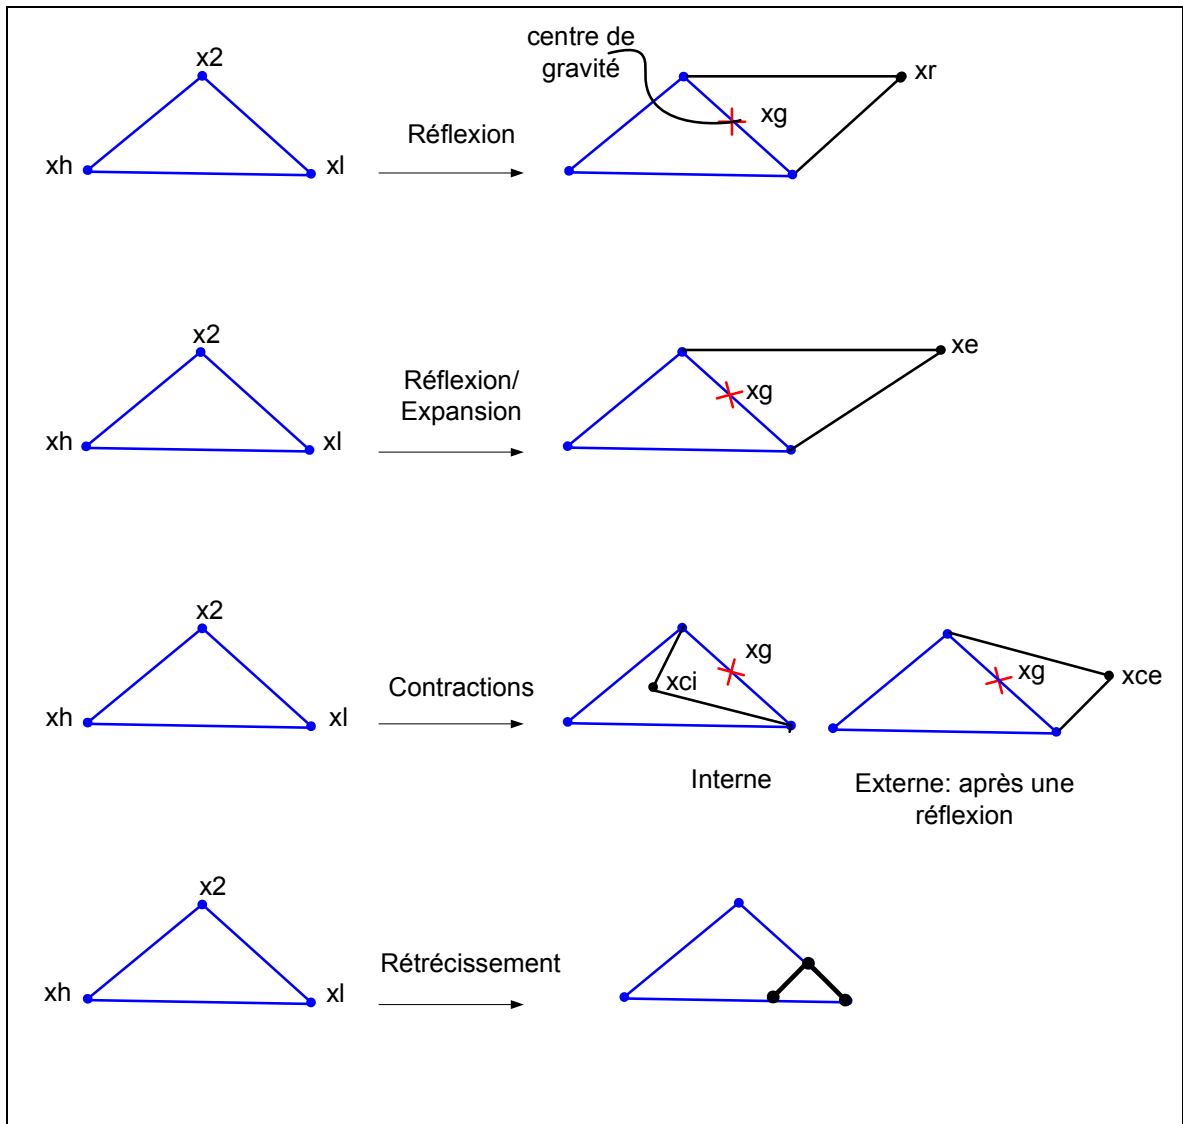 centre de
gravité
x2
xh
xl
Réflexion
xg
xr
x2
xh
xl
Réflexion/
Expansion
xg
xe
x2
xh
xl
Contractions
xg
xci
Interne
xg
xce
Externe: après une
réflexion
x2
xh
xl
Rétrécissement